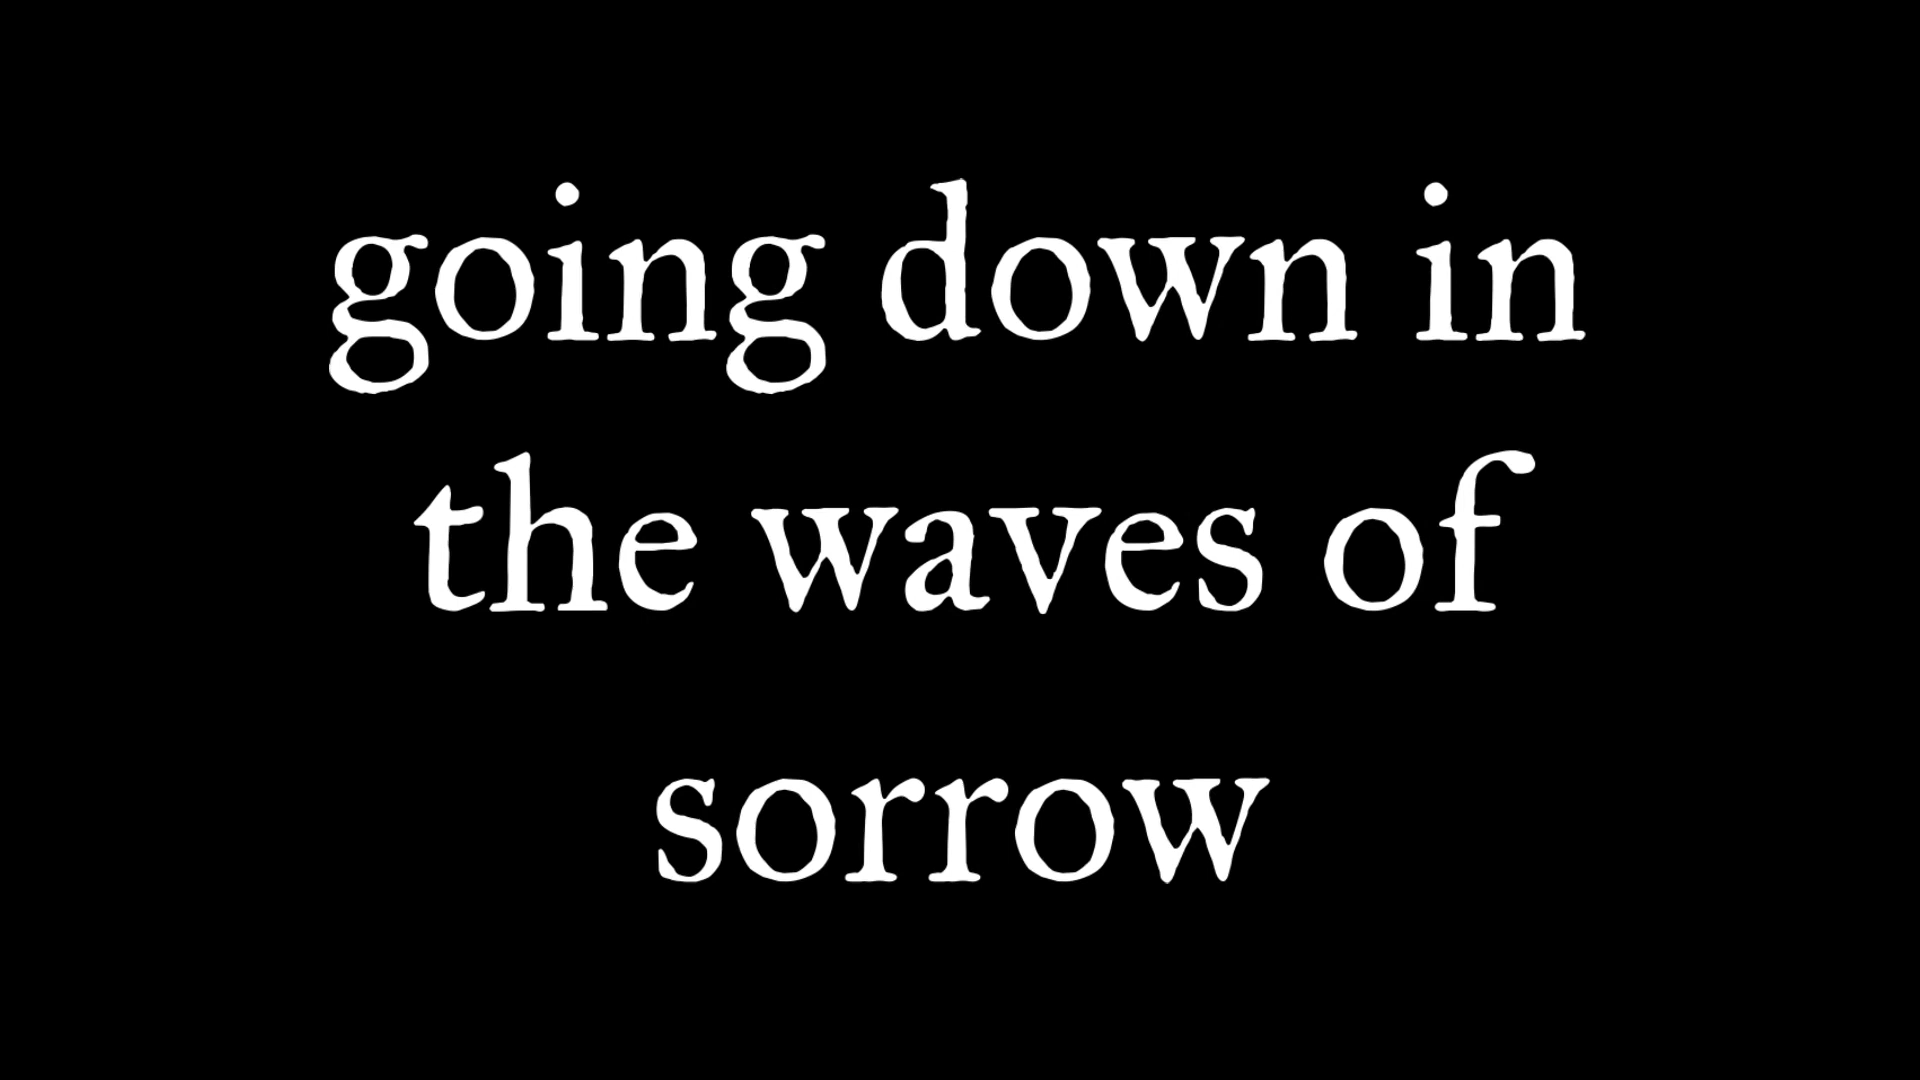 going down in
the waves of
sorrow